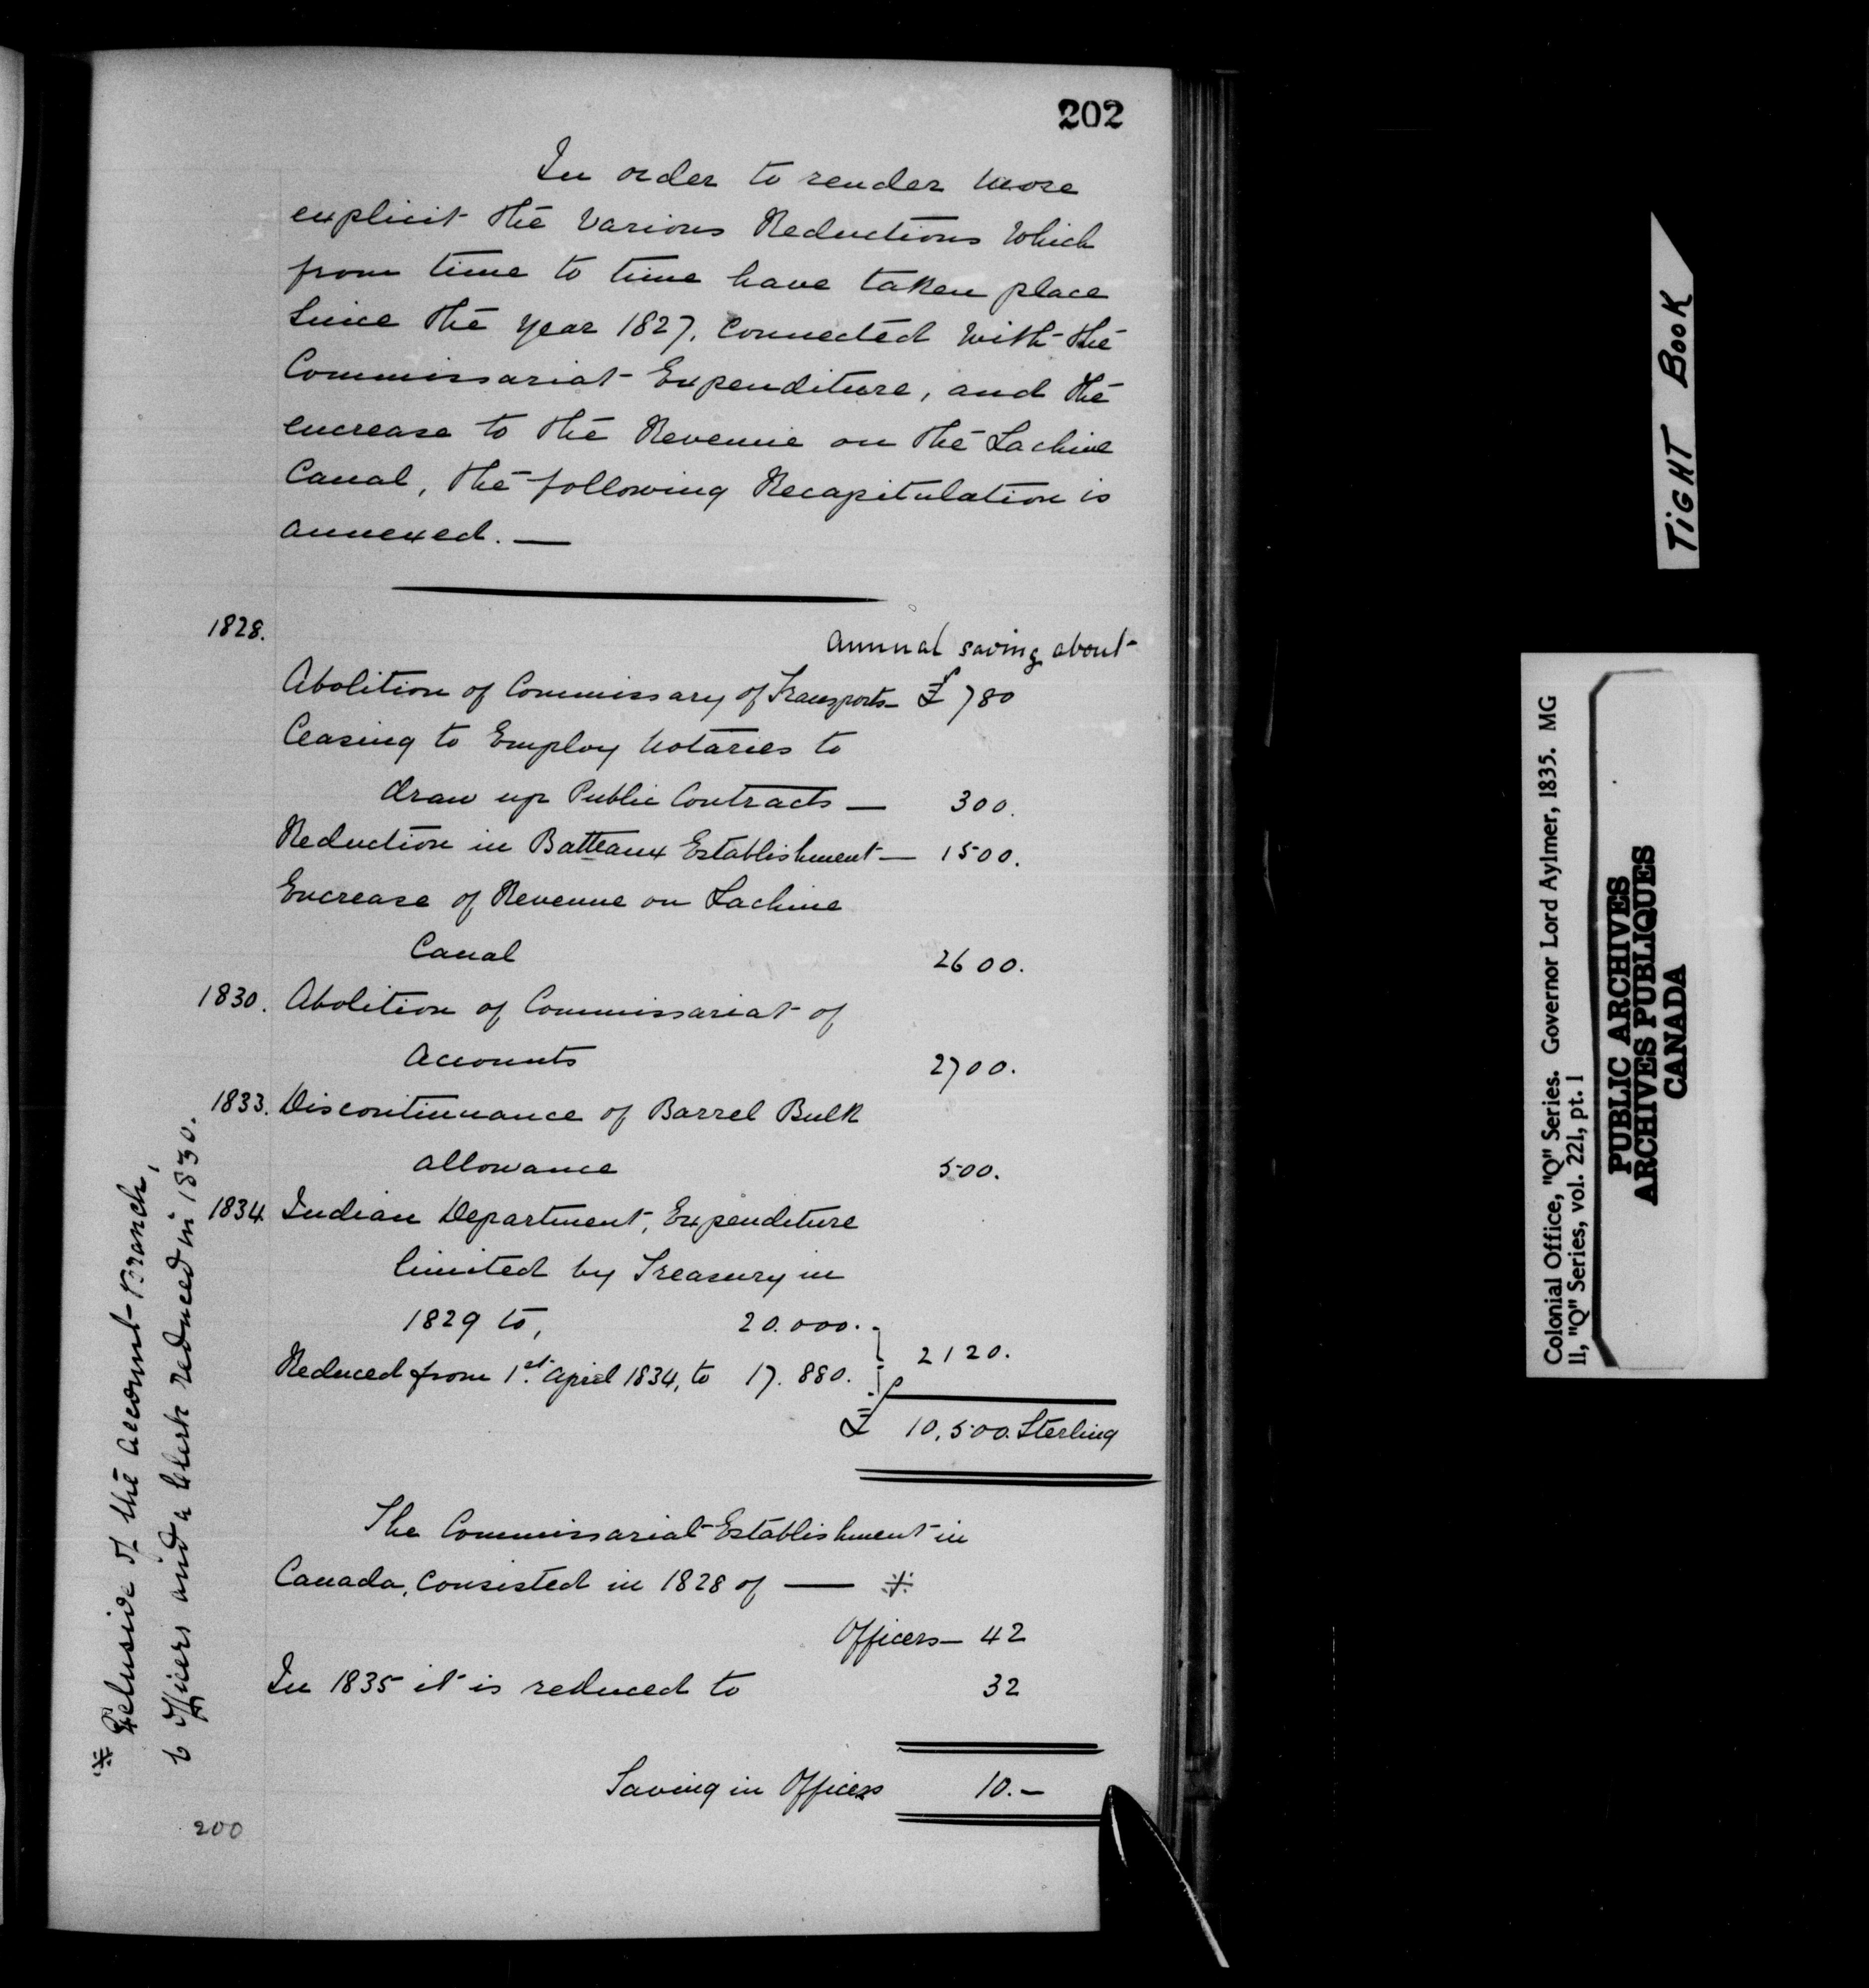 202
In order to render more
explicit the various Reductions which
from time to time have taken place
Since the year 1827, connected with the
Commissariat Expenditure, and the
encrease to the Revenue on the Lachine
Canal, the following Recapitulation is
annexed. —
1828.
Annual saving about
Abolition of Commissary of Transports — £ 780
Ceasing to Employ Notaries to
draw up Public Contracts — 300.
Reduction in Batteaux Establishment — 1500.
Encrease of Revenue on Lachine
Canal 2600.
1830. Abolition of Commissariat of
Accounts 2700.
1833. Discontinuance of Barrel Bulk
allowance 500.
1834 Indian Department, Expenditure
limited by Treasury in
1829 to, 20.000.
2120.
Reduced from 1st. April 1834, to 17.880.
£ 10,500. Sterling
The Commissariat Establishment in
Canada, Consisted in 1828 of — ※
Officers — 42
In 1835 it is reduced to 32
Saving in Officers 10.—
※ Exclusive of the Account Branch,
6 Officers and a Clerk reduced in 1830.
200
TIGHT BOOK
Colonial Office, "Q" Series. Governor Lord Aylmer, 1835. MG
11, "Q" Series, vol. 221, pt. 1
PUBLIC ARCHIVES
ARCHIVES PUBLIQUES
CANADA